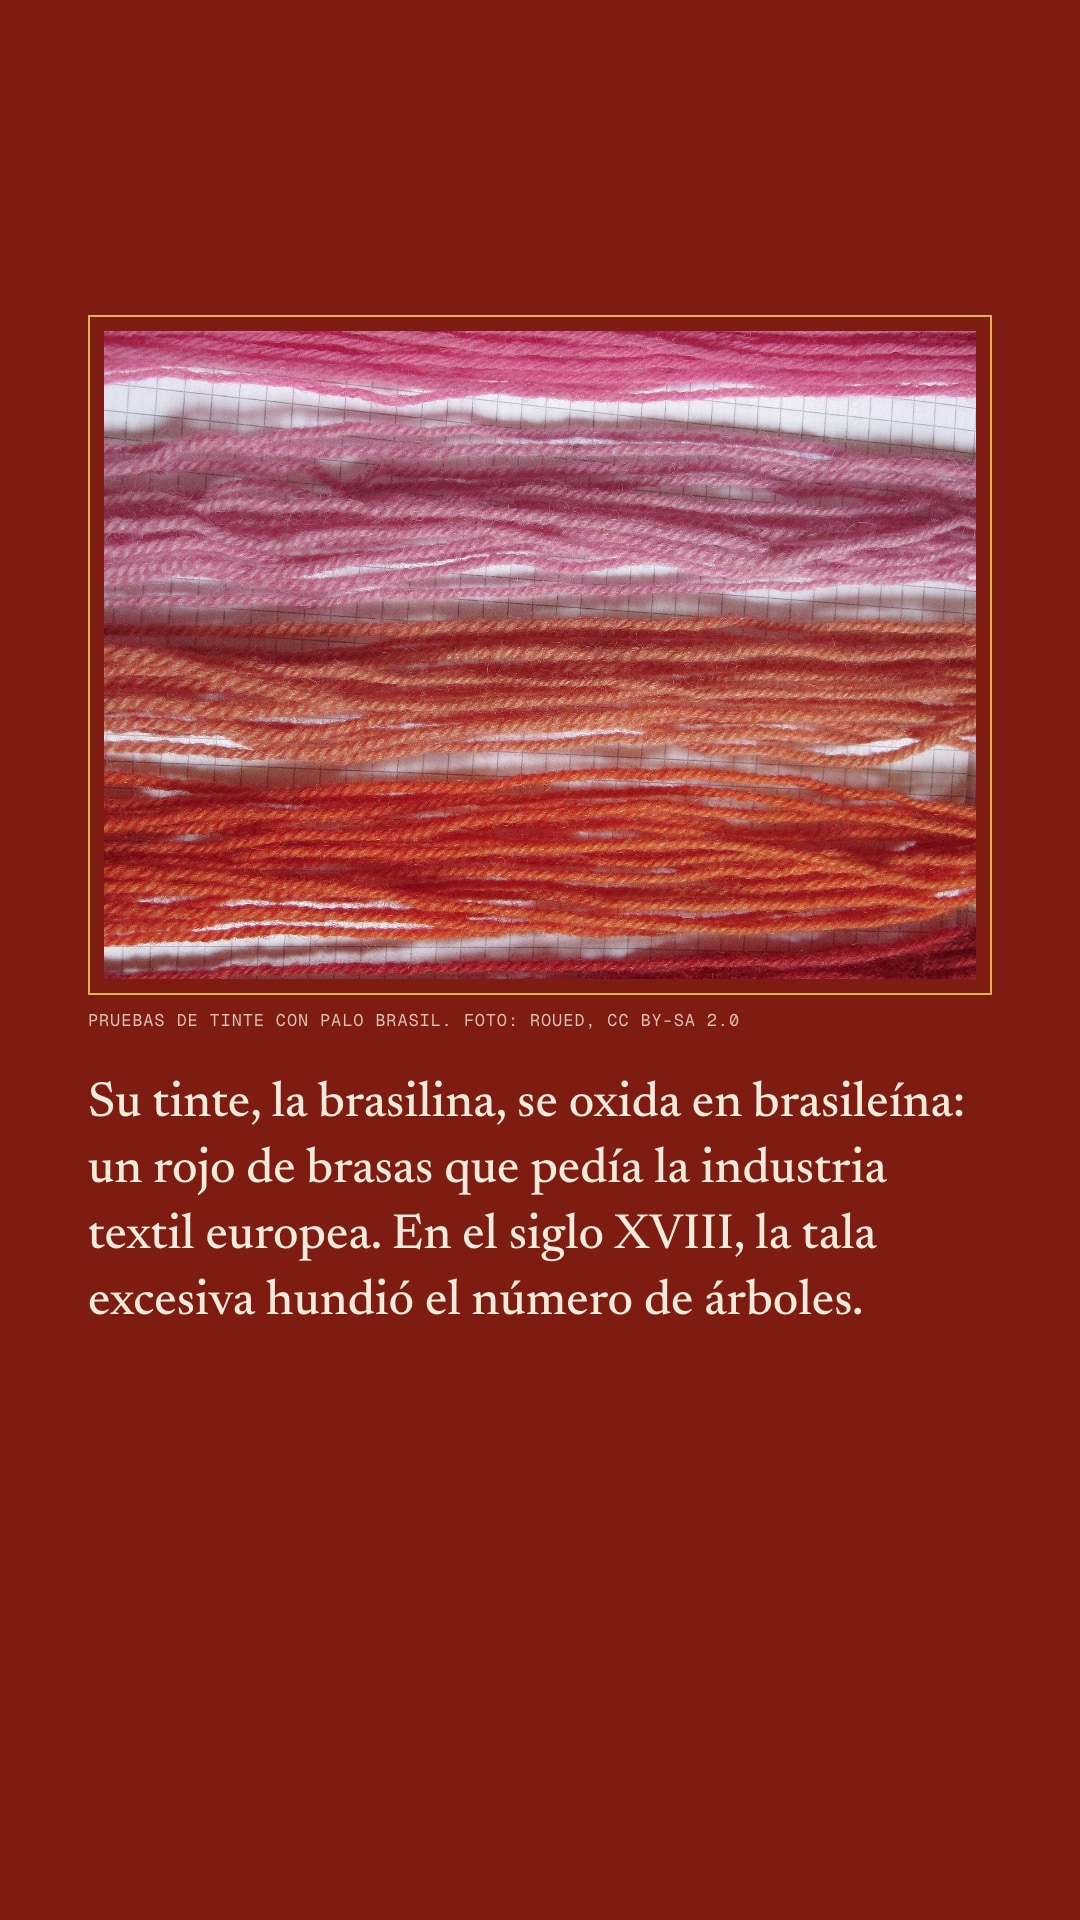 PRUEBAS DE TINTE CON PALO BRASIL. FOTO: ROUED, CC BY-SA 2.0
Su tinte, la brasilina, se oxida en brasileína:
un rojo de brasas que pedía la industria
textil europea. En el siglo XVIII, la tala
excesiva hundió el número de árboles.